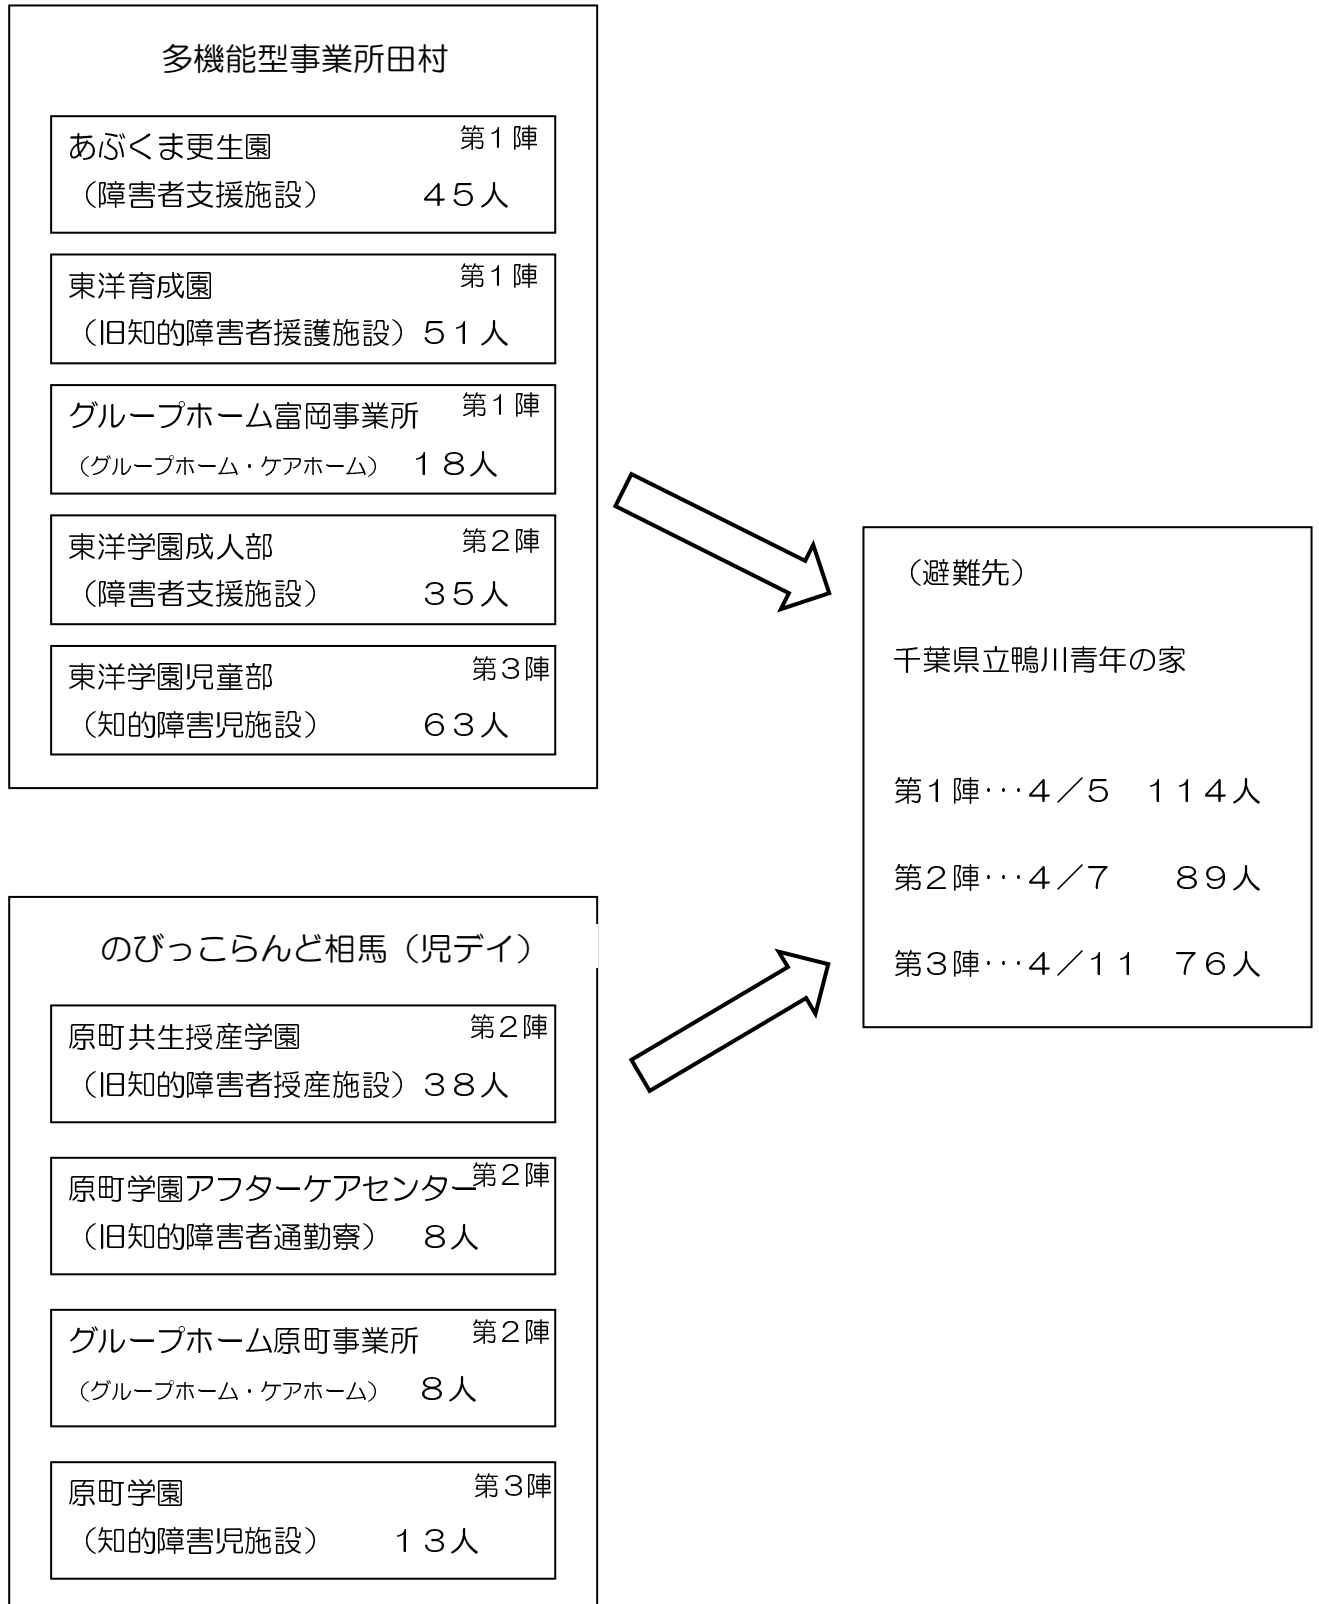 多機能型事業所田村
あぶくま更生園　第１陣
（障害者支援施設）　４５人
東洋育成園　第１陣
（旧知的障害者援護施設）５１人
グループホーム富岡事業所　第１陣
（グループホーム・ケアホーム）　１８人
東洋学園成人部　第２陣
（障害者支援施設）　３５人
東洋学園児童部　第３陣
（知的障害児施設）　６３人
のびっこらんど相馬（児デイ）
原町共生授産学園　第２陣
（旧知的障害者授産施設）３８人
原町学園アフターケアセンター　第２陣
（旧知的障害者通勤寮）　８人
グループホーム原町事業所　第２陣
（グループホーム・ケアホーム）　８人
原町学園　第３陣
（知的障害児施設）　１３人
（避難先）
千葉県立鴨川青年の家
第１陣･･･４／５　１１４人
第２陣･･･４／７　８９人
第３陣･･･４／１１　７６人